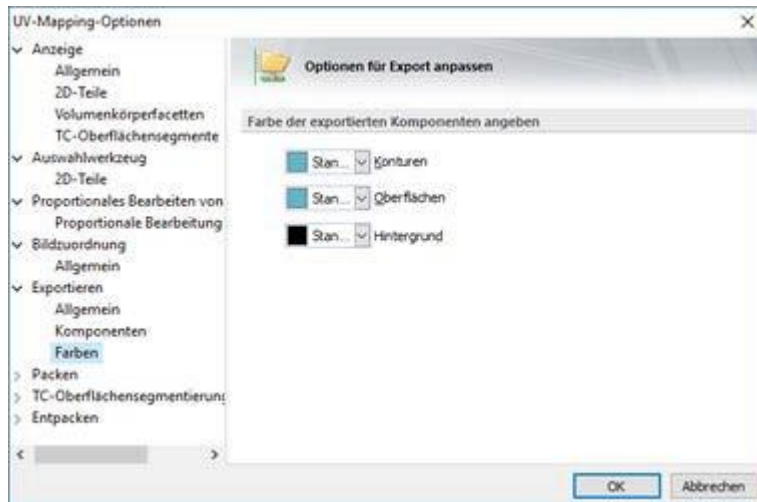 UV-Mapping-Optionen
Anzeige
Allgemein
2D-Teile
Volumenkörperfacetten
TC-Oberflächensegmente
Auswahlwerkzeug
2D-Teile
Proportionales Bearbeiten von
Proportionale Bearbeitung
Bildzuordnung
Allgemein
Exportieren
Allgemein
Komponenten
Farben
Packen
TC-Oberflächensegmentierung
Entpacken
Optionen für Export anpassen
Farbe der exportierten Komponenten angeben
Stan... Konturen
Stan... Oberflächen
Stan... Hintergrund
OK Abbrechen